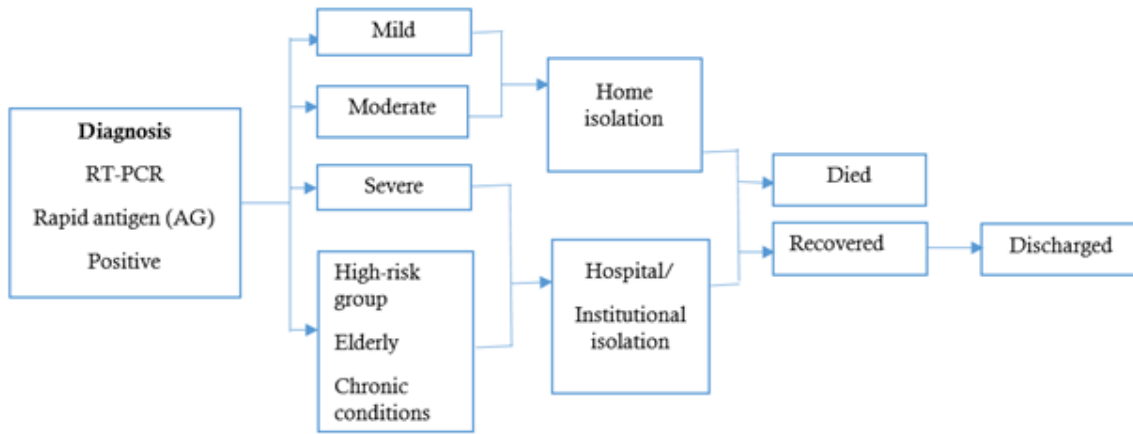 Diagnosis
RT-PCR
Rapid antigen (AG)
Positive
Mild
Moderate
Severe
High-risk
group
Elderly
Chronic
conditions
Home
isolation
Hospital/
Institutional
isolation
Died
Recovered
Discharged